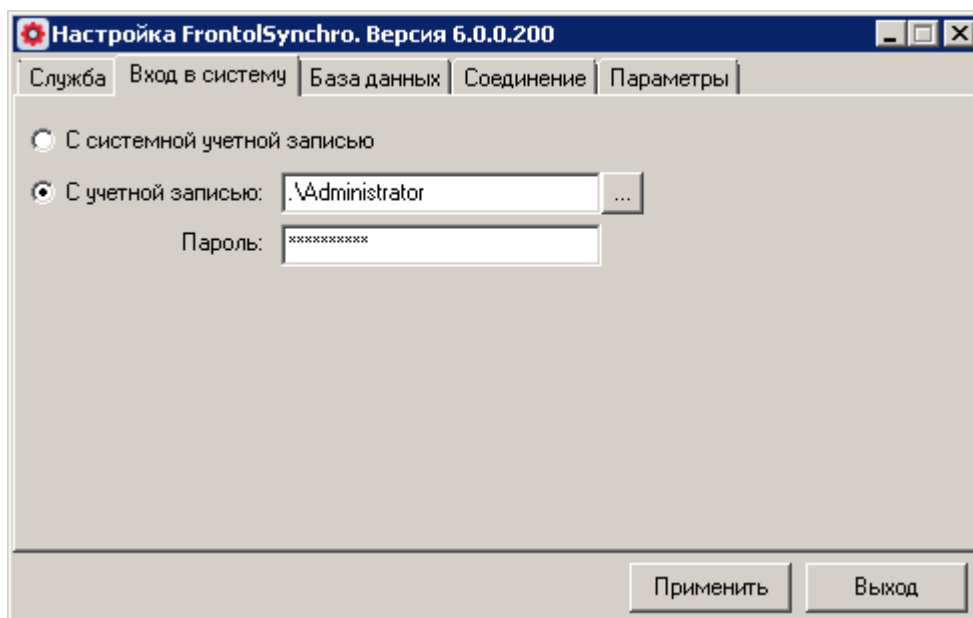 Настройка FrontolSynchro. Версия 6.0.0.200
Служба Вход в систему База данных Соединение Параметры
С системной учетной записью
С учетной записью: .\Administrator ...
Пароль: **********
Применить Выход